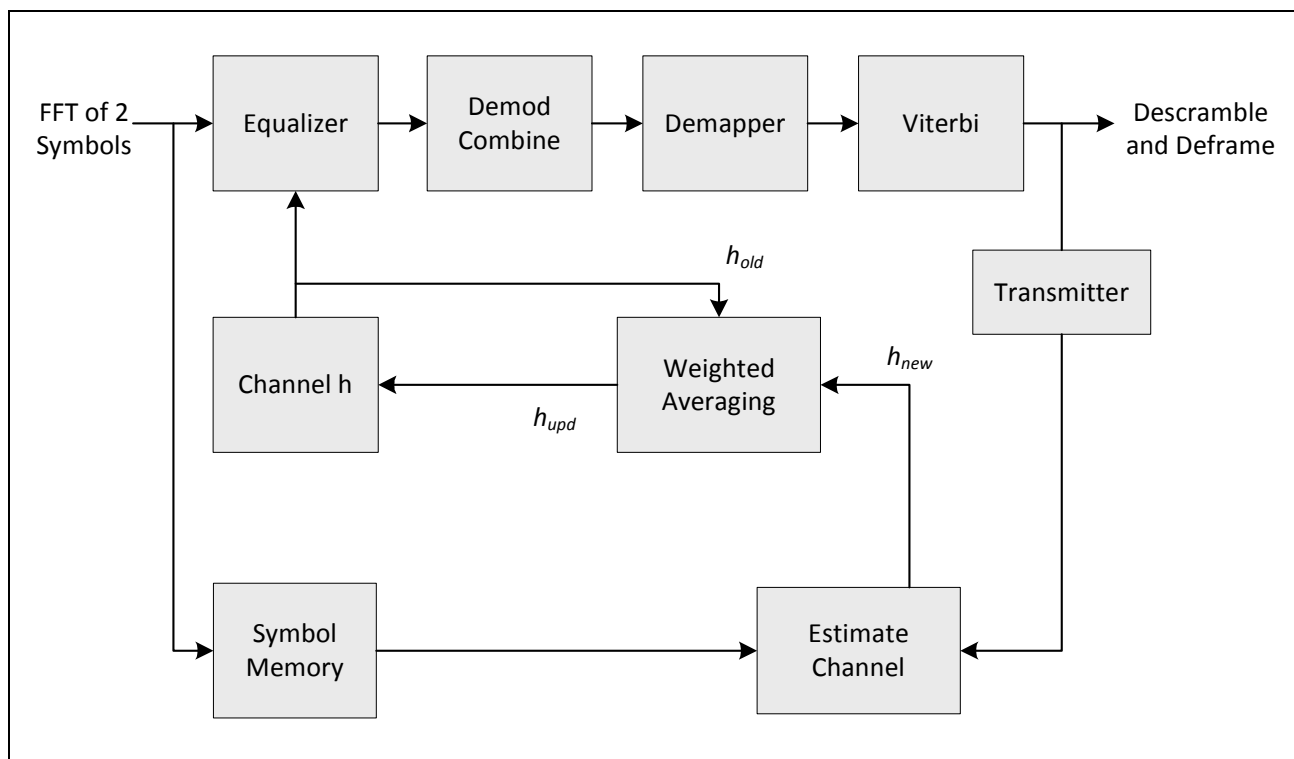 FFT of 2
Symbols
Equalizer
Demod
Combine
Demapper
Viterbi
Descramble
and Deframe
h_old
Transmitter
Channel h
Weighted
Averaging
h_new
h_upd
Symbol
Memory
Estimate
Channel